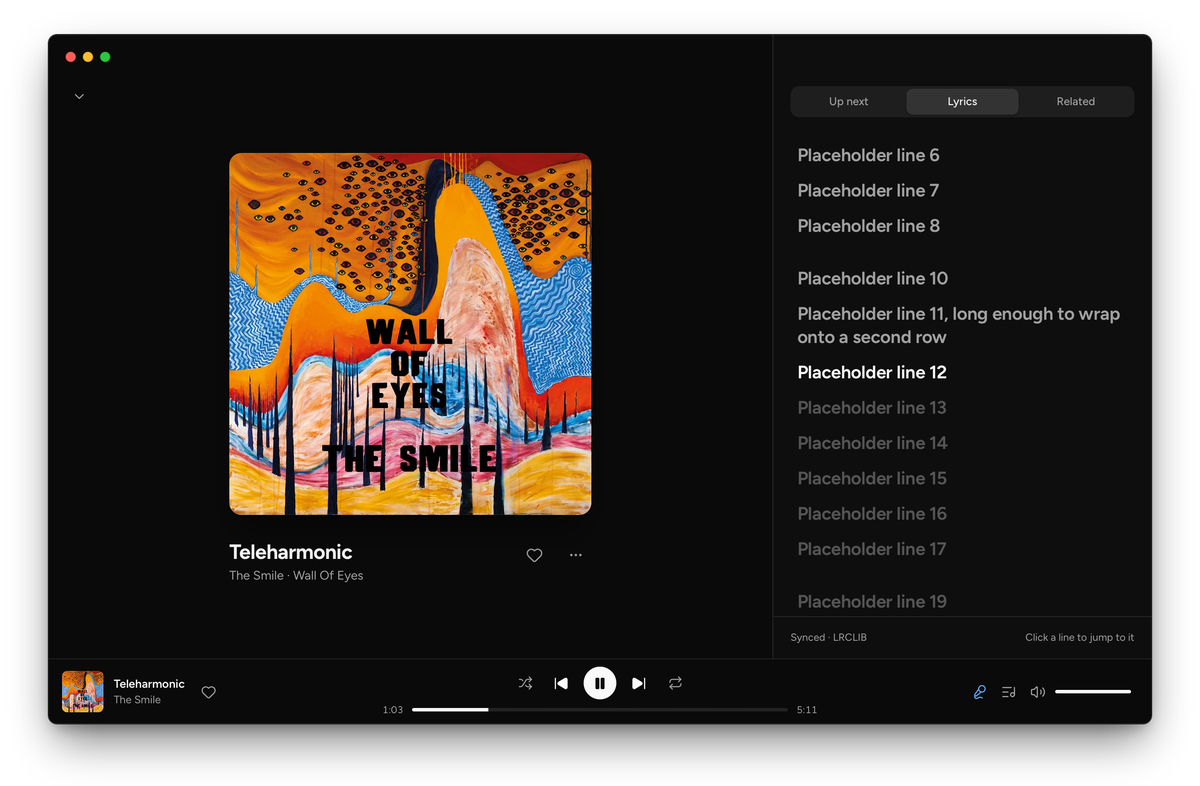 Up next
Lyrics
Related
WALL
OF
EYES
THE SMILE
Teleharmonic
The Smile · Wall Of Eyes
Placeholder line 6
Placeholder line 7
Placeholder line 8
Placeholder line 10
Placeholder line 11, long enough to wrap
onto a second row
Placeholder line 12
Placeholder line 13
Placeholder line 14
Placeholder line 15
Placeholder line 16
Placeholder line 17
Placeholder line 19
Synced · LRCLIB
Click a line to jump to it
Teleharmonic
The Smile
1:03
5:11